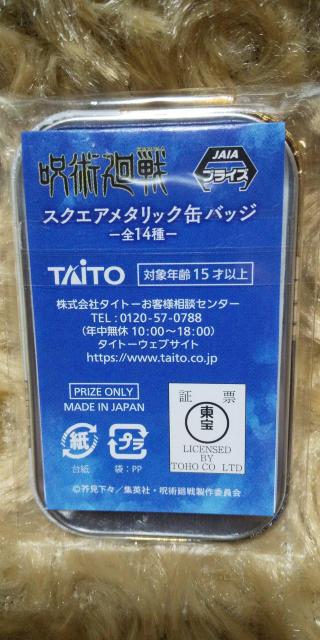 呪術廻戦
JAIA
プライズ
スクエアメタリック缶バッジ
ー全14種ー
TAITO
対象年齢15才以上
株式会社タイトーお客様相談センター
TEL:0120-57-0788
(年中無休 10:00〜18:00)
タイトーウェブサイト
https://www.taito.co.jp
PRIZE ONLY
MADE IN JAPAN
証 票
東宝
LICENSED
BY
TOHO CO LTD
紙
プラ
台紙
袋:PP
©芥見下々/集英社・呪術廻戦製作委員会